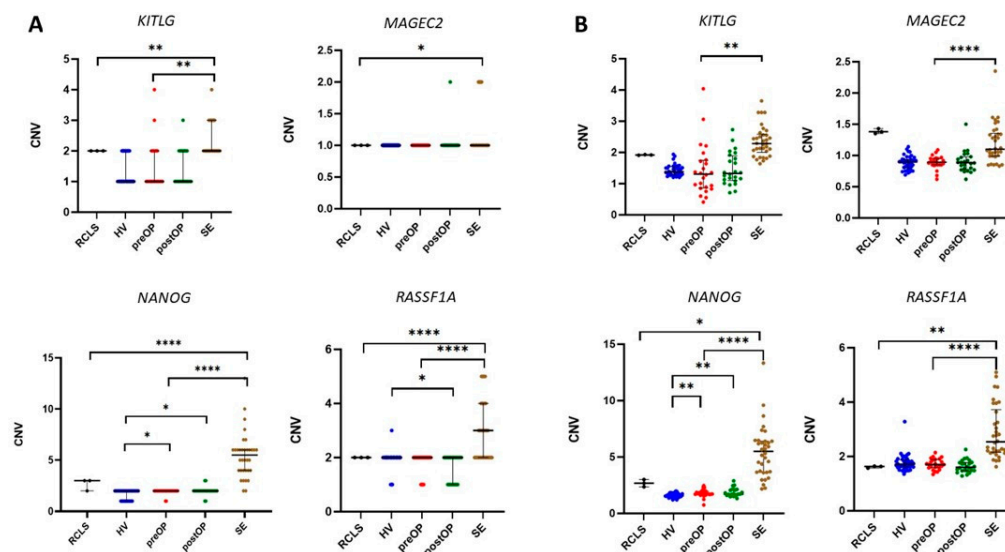 A
KITLG
**
**
CNV
5
4
3
2
1
0
RCLS
HV
preOP
postOP
SE
MAGEC2
*
CNV
2.5
2.0
1.5
1.0
0.5
0.0
RCLS
HV
preOP
postOP
SE
NANOG
****
****
*
*
CNV
15
10
5
0
RCLS
HV
preOP
postOP
SE
RASSF1A
****
****
*
CNV
6
4
2
0
RCLS
HV
preOP
postOP
SE
B
KITLG
**
CNV
5
4
3
2
1
0
RCLS
HV
preOP
postOP
SE
MAGEC2
****
CNV
2.5
2.0
1.5
1.0
0.5
0.0
RCLS
HV
preOP
postOP
SE
NANOG
*
****
**
**
CNV
15
10
5
0
RCLS
HV
preOP
postOP
SE
RASSF1A
**
****
CNV
6
4
2
0
RCLS
HV
preOP
postOP
SE